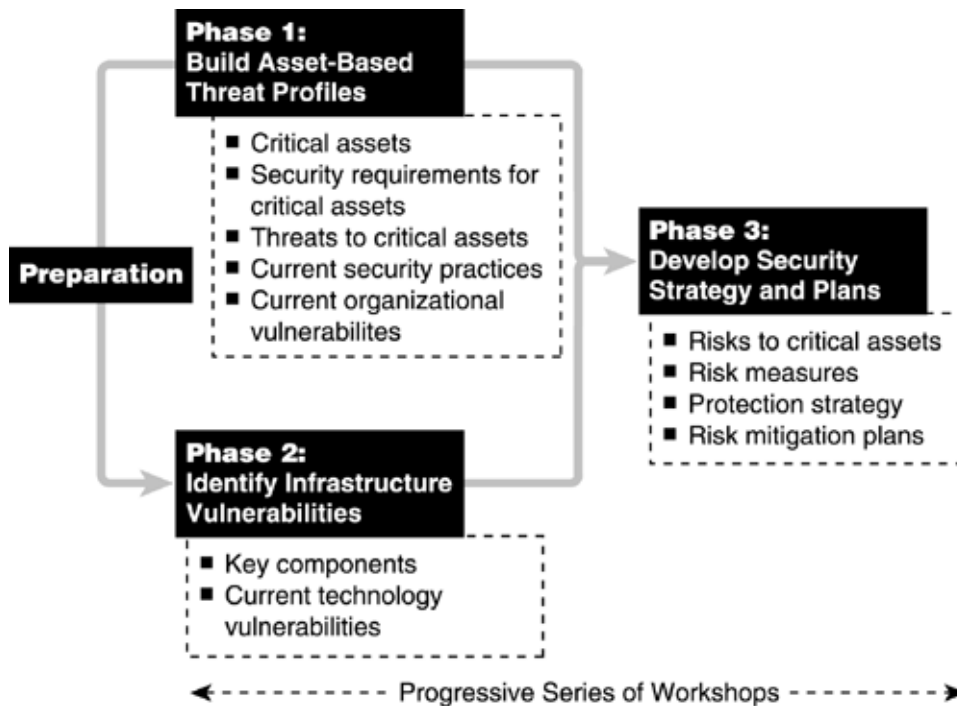 Phase 1:
Build Asset-Based
Threat Profiles
■ Critical assets
■ Security requirements for
critical assets
■ Threats to critical assets
■ Current security practices
■ Current organizational
vulnerabilites
Preparation
Phase 2:
Identify Infrastructure
Vulnerabilities
■ Key components
■ Current technology
vulnerabilities
Phase 3:
Develop Security
Strategy and Plans
■ Risks to critical assets
■ Risk measures
■ Protection strategy
■ Risk mitigation plans
Progressive Series of Workshops